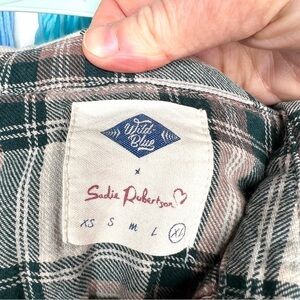 Wild
Blue
x
Sadie Robertson
XS S M L XL